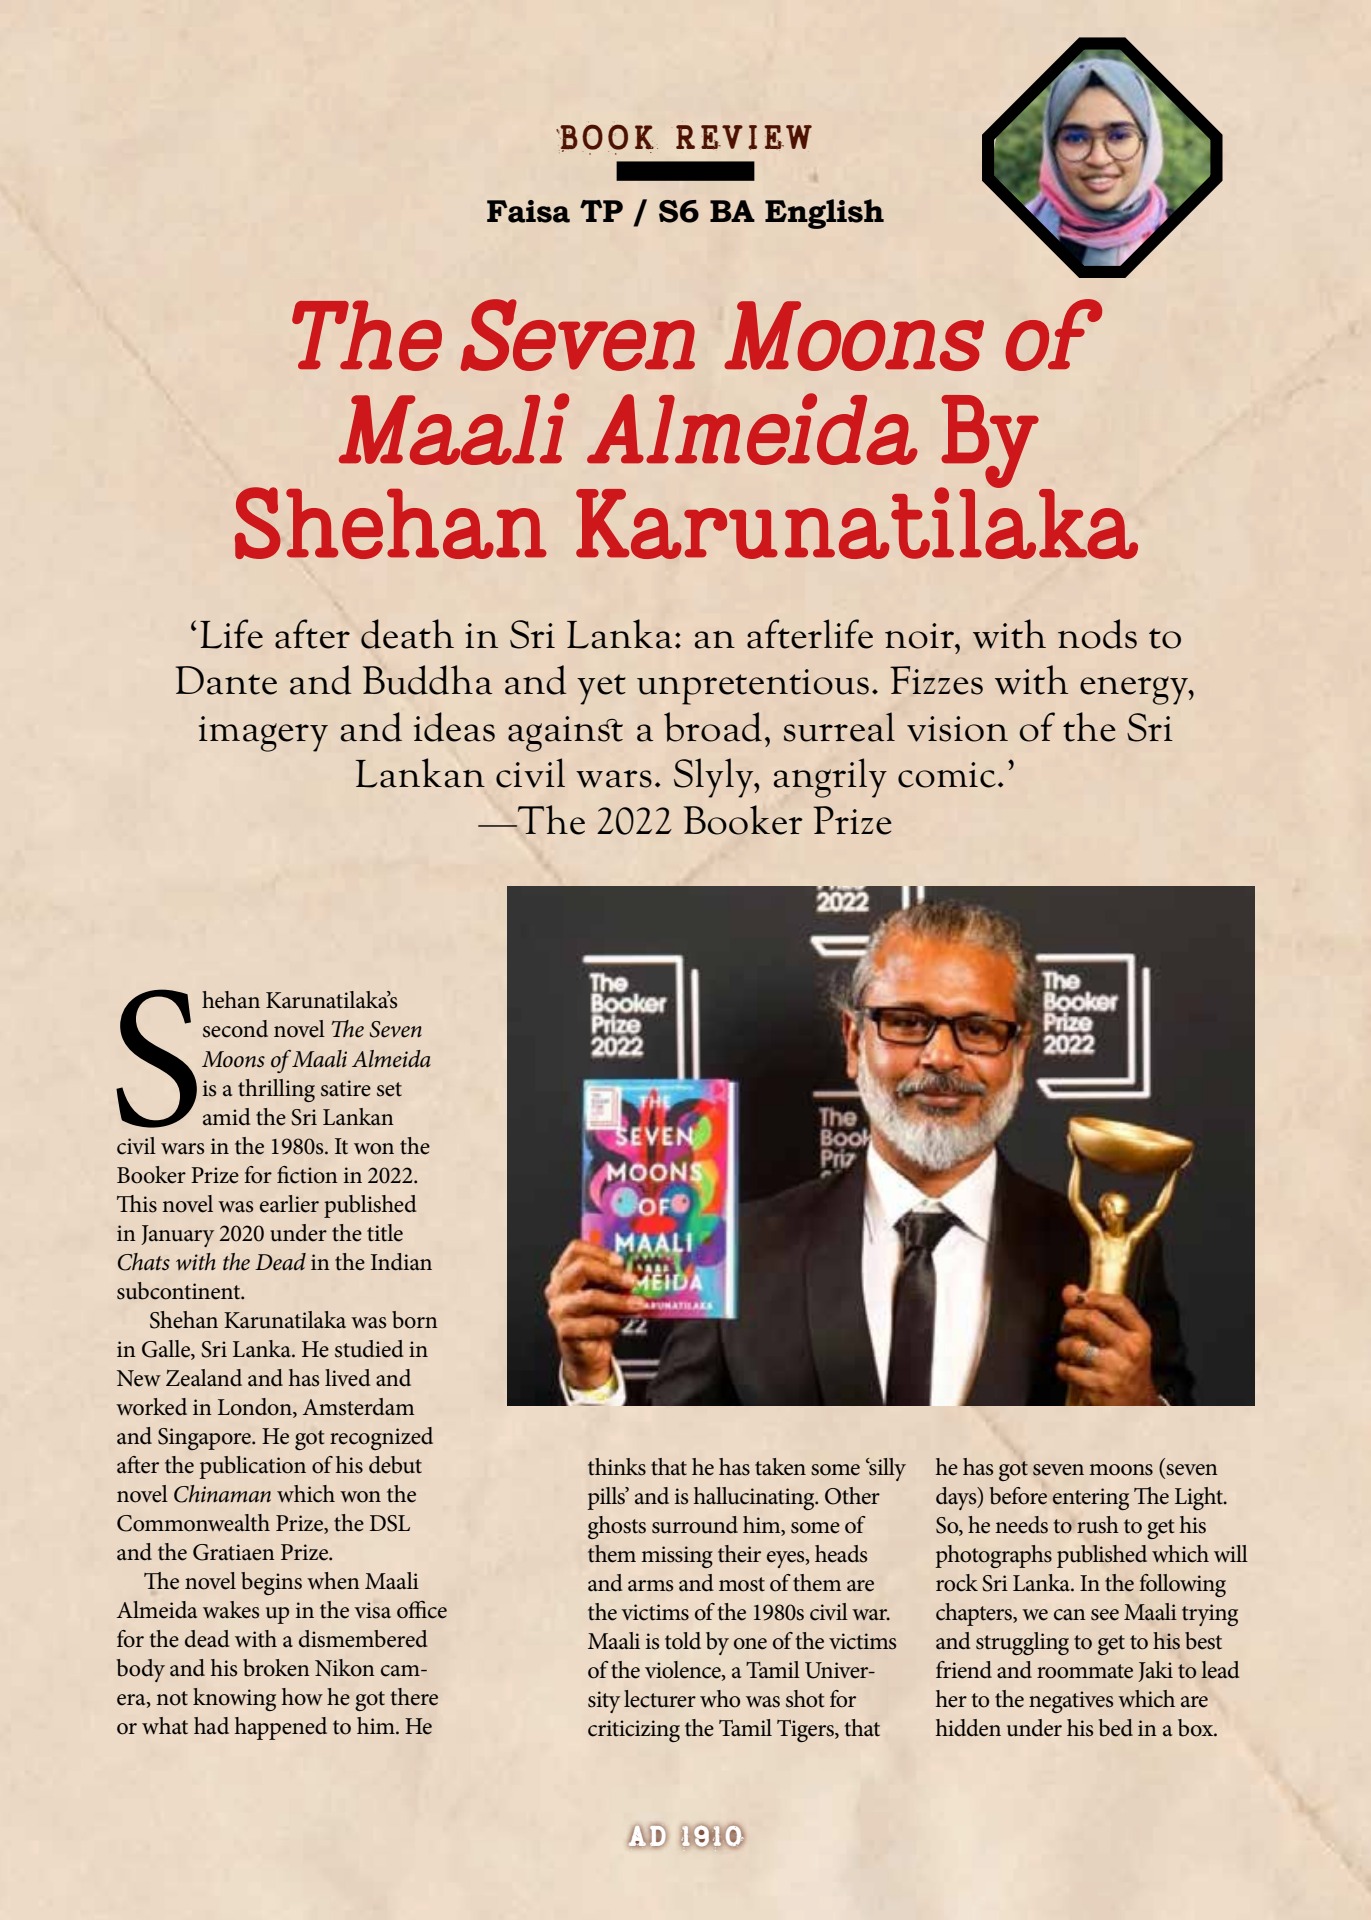 BOOK REVIEW
Faisa TP / S6 BA English
The Seven Moons of
Maali Almeida By
Shehan Karunatilaka
‘Life after death in Sri Lanka: an afterlife noir, with nods to
Dante and Buddha and yet unpretentious. Fizzes with energy,
imagery and ideas against a broad, surreal vision of the Sri
Lankan civil wars. Slyly, angrily comic.’
—The 2022 Booker Prize
Shehan Karunatilaka’s
second novel The Seven
Moons of Maali Almeida
is a thrilling satire set
amid the Sri Lankan
civil wars in the 1980s. It won the
Booker Prize for fiction in 2022.
This novel was earlier published
in January 2020 under the title
Chats with the Dead in the Indian
subcontinent.
Shehan Karunatilaka was born
in Galle, Sri Lanka. He studied in
New Zealand and has lived and
worked in London, Amsterdam
and Singapore. He got recognized
after the publication of his debut
novel Chinaman which won the
Commonwealth Prize, the DSL
and the Gratiaen Prize.
The novel begins when Maali
Almeida wakes up in the visa office
for the dead with a dismembered
body and his broken Nikon cam-
era, not knowing how he got there
or what had happened to him. He
2022
The
Booker
Prize
2022
The
Booker
Prize
2022
The
THE
SEVEN
MOONS
OF
MAALI
22
thinks that he has taken some ‘silly
pills’ and is hallucinating. Other
ghosts surround him, some of
them missing their eyes, heads
and arms and most of them are
the victims of the 1980s civil war.
Maali is told by one of the victims
of the violence, a Tamil Univer-
sity lecturer who was shot for
criticizing the Tamil Tigers, that
he has got seven moons (seven
days) before entering The Light.
So, he needs to rush to get his
photographs published which will
rock Sri Lanka. In the following
chapters, we can see Maali trying
and struggling to get to his best
friend and roommate Jaki to lead
her to the negatives which are
hidden under his bed in a box.
AD 1910